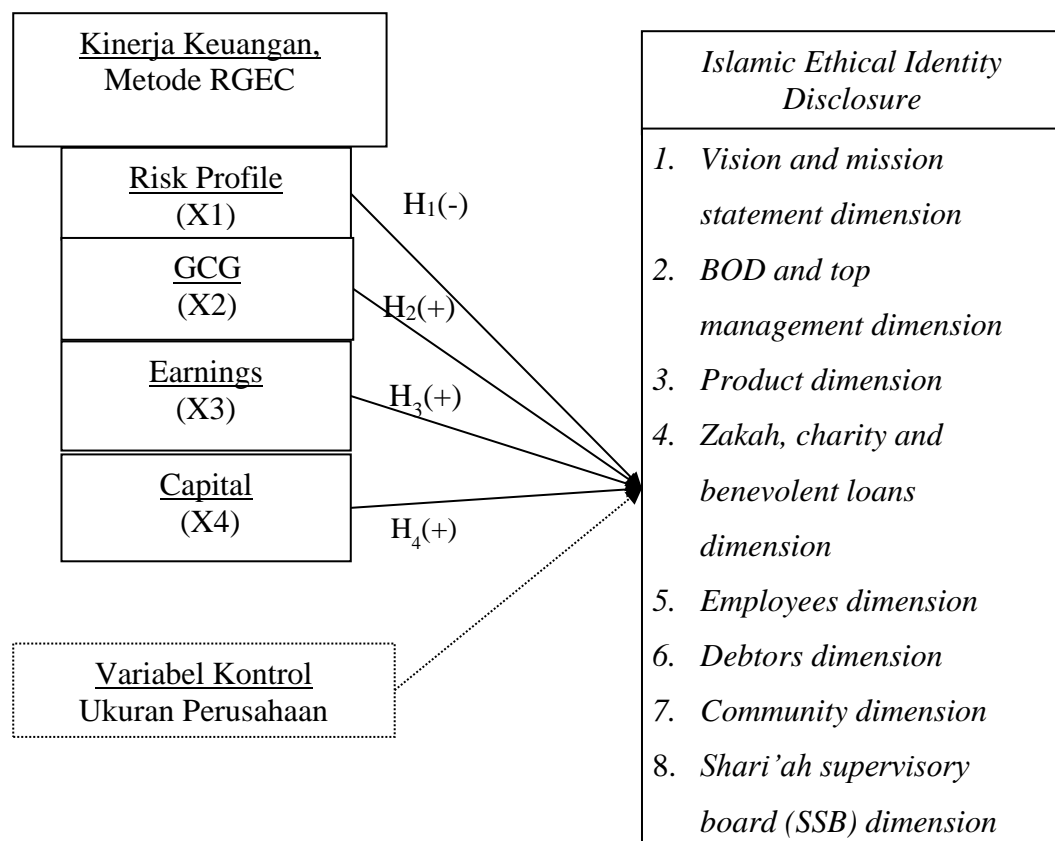 Kinerja Keuangan,
Metode RGEC
Risk Profile
(X1)
GCG
(X2)
Earnings
(X3)
Capital
(X4)
Variabel Kontrol
Ukuran Perusahaan
H1(-)
H2(+)
H3(+)
H4(+)
Islamic Ethical Identity
Disclosure
1. Vision and mission
statement dimension
2. BOD and top
management dimension
3. Product dimension
4. Zakah, charity and
benevolent loans
dimension
5. Employees dimension
6. Debtors dimension
7. Community dimension
8. Shari’ah supervisory
board (SSB) dimension